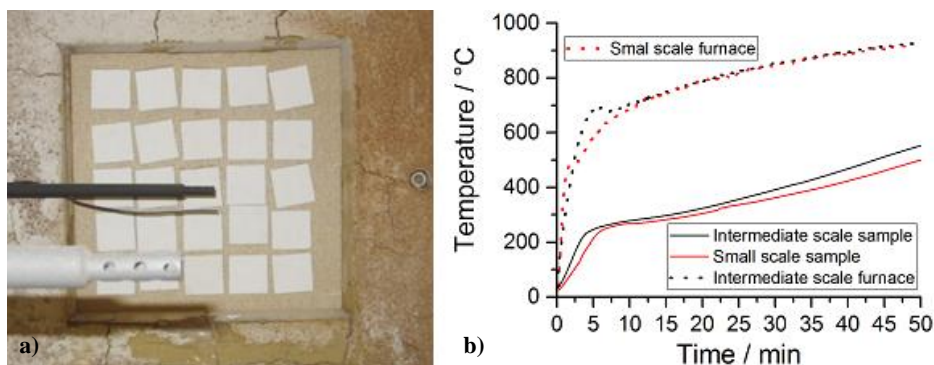 a)
b)
Temperature / °C
1000
800
600
400
200
0
Smal scale furnace
Intermediate scale sample
Small scale sample
Intermediate scale furnace
0 5 10 15 20 25 30 35 40 45 50
Time / min